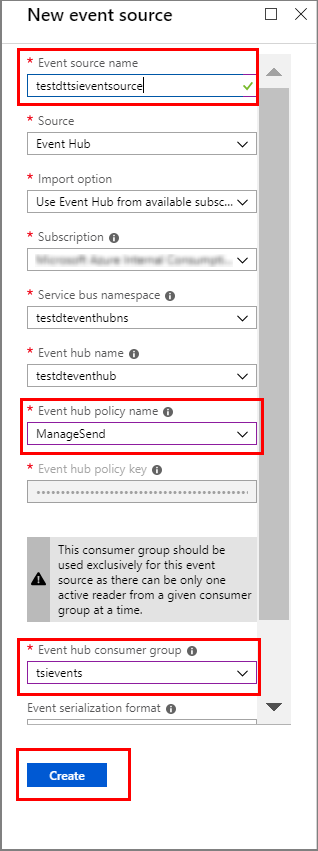 New event source
* Event source name
testdttsieventsource
* Source
Event Hub
* Import option
Use Event Hub from available subsc...
* Subscription
* Service bus namespace
testdteventhubns
* Event hub name
testdteventhub
* Event hub policy name
ManageSend
* Event hub policy key
* Event hub consumer group
This consumer group should be
used exclusively for this event
source as there can be only one
active reader from a given consumer
group at a time.
tsievents
Event serialization format
Create